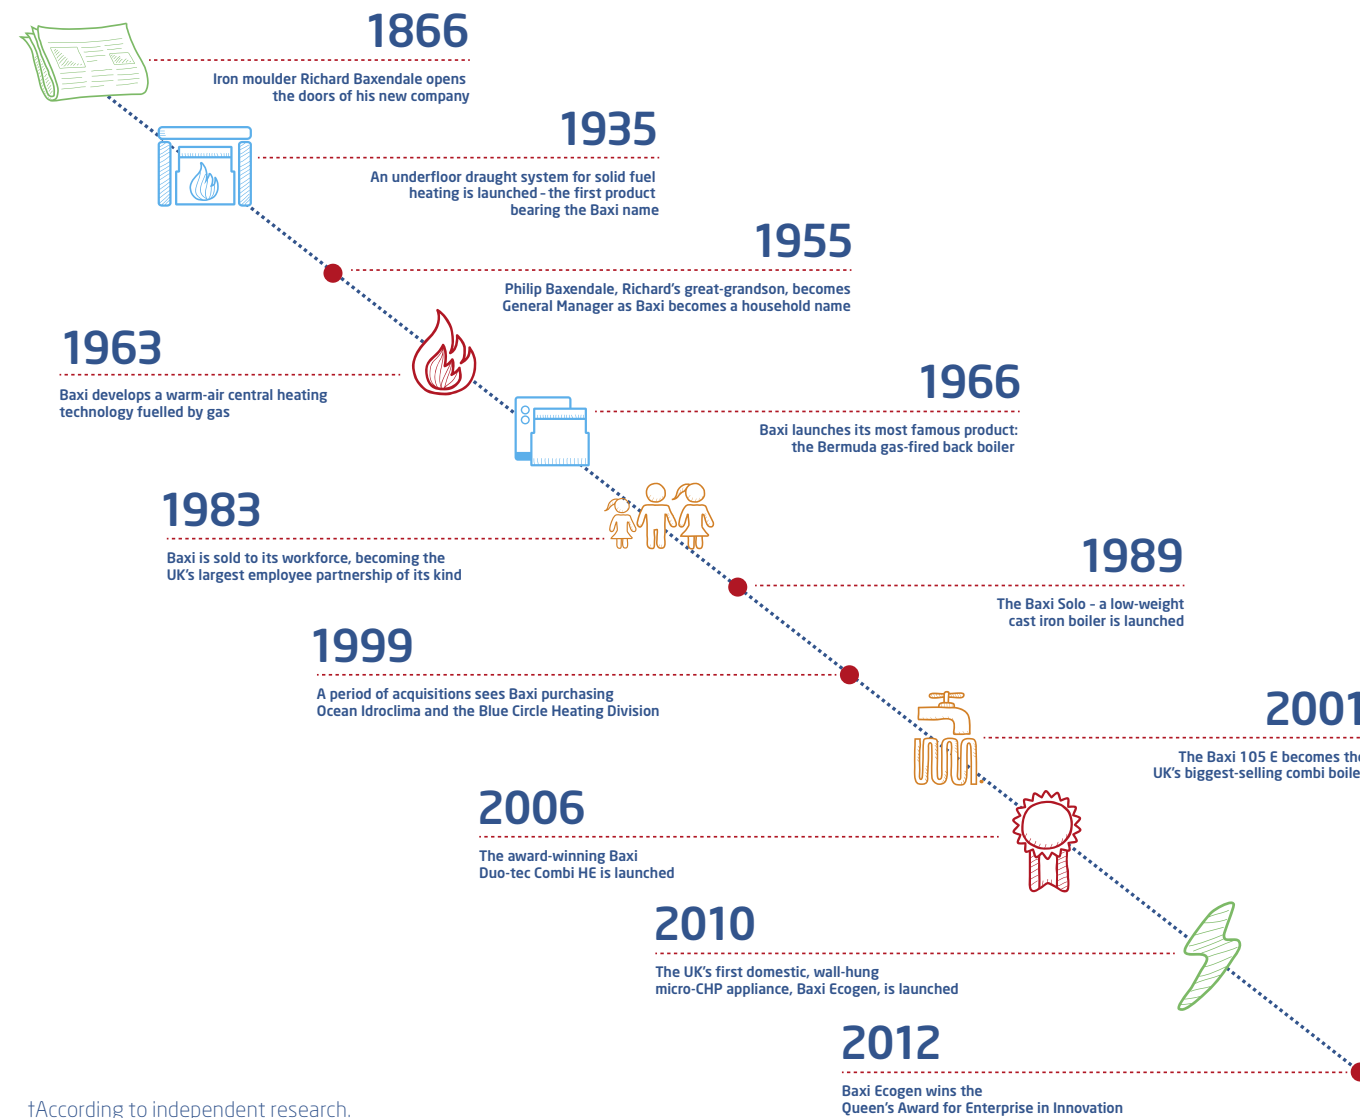 1866
Iron moulder Richard Baxendale opens
the doors of his new company
1935
An underfloor draught system for solid fuel
heating is launched – the first product
bearing the Baxi name
1955
Philip Baxendale, Richard's great-grandson, becomes
General Manager as Baxi becomes a household name
1963
Baxi develops a warm-air central heating
technology fuelled by gas
1966
Baxi launches its most famous product:
the Bermuda gas-fired back boiler
1983
Baxi is sold to its workforce, becoming the
UK's largest employee partnership of its kind
1989
The Baxi Solo – a low-weight
cast iron boiler is launched
1999
A period of acquisitions sees Baxi purchasing
Ocean Idroclima and the Blue Circle Heating Division
2001
The Baxi 105 E becomes the
UK's biggest-selling combi boile
2006
The award-winning Baxi
Duo-tec Combi HE is launched
2010
The UK's first domestic, wall-hung
micro-CHP appliance, Baxi Ecogen, is launched
2012
Baxi Ecogen wins the
Queen's Award for Enterprise in Innovation
†According to independent research.